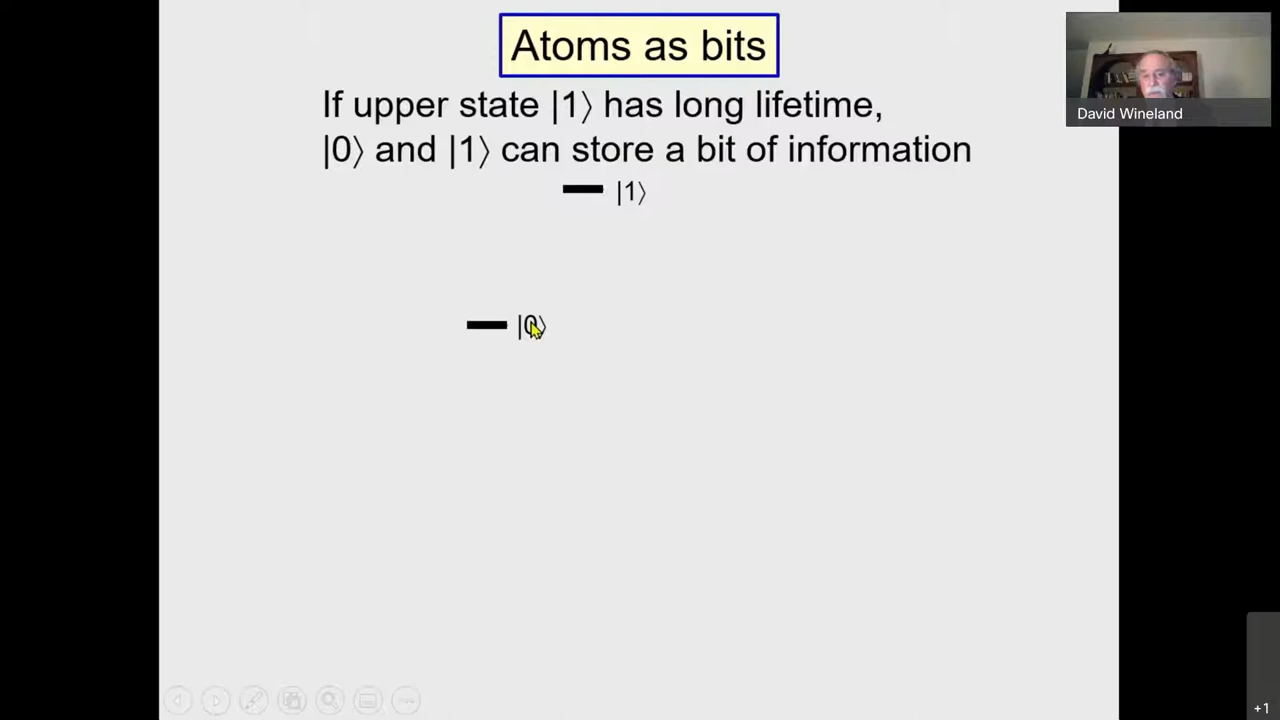 Atoms as bits
If upper state |1⟩ has long lifetime,
|0⟩ and |1⟩ can store a bit of information
|1⟩
|0⟩
David Wineland
+1